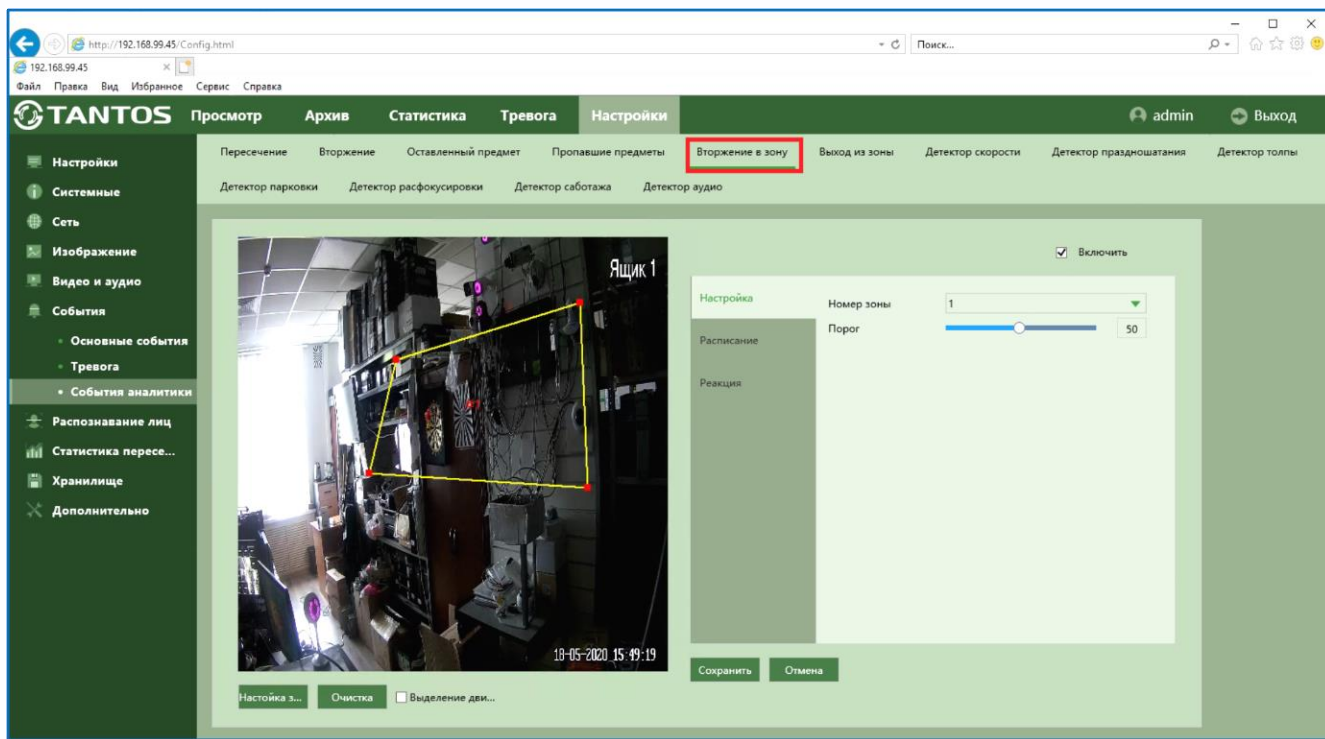 http://192.168.99.45/Config.html
Поиск...
192.168.99.45
Файл Правка Вид Избранное Сервис Справка
TANTOS Просмотр Архив Статистика Тревога Настройки admin Выход
Настройки
Системные
Сеть
Изображение
Видео и аудио
События
Основные события
Тревога
События аналитики
Распознавание лиц
Статистика пересе...
Хранилище
Дополнительно
Пересечение Вторжение Оставленный предмет Пропавшие предметы Вторжение в зону Выход из зоны Детектор скорости Детектор праздношатания Детектор толпы
Детектор парковки Детектор расфокусировки Детектор саботажа Детектор аудио
Ящик 1
18-05-2020 15:49:19
Настойка з... Очистка Выделение дви...
Включить
Настройка
Расписание
Реакция
Номер зоны 1
Порог 50
Сохранить Отмена